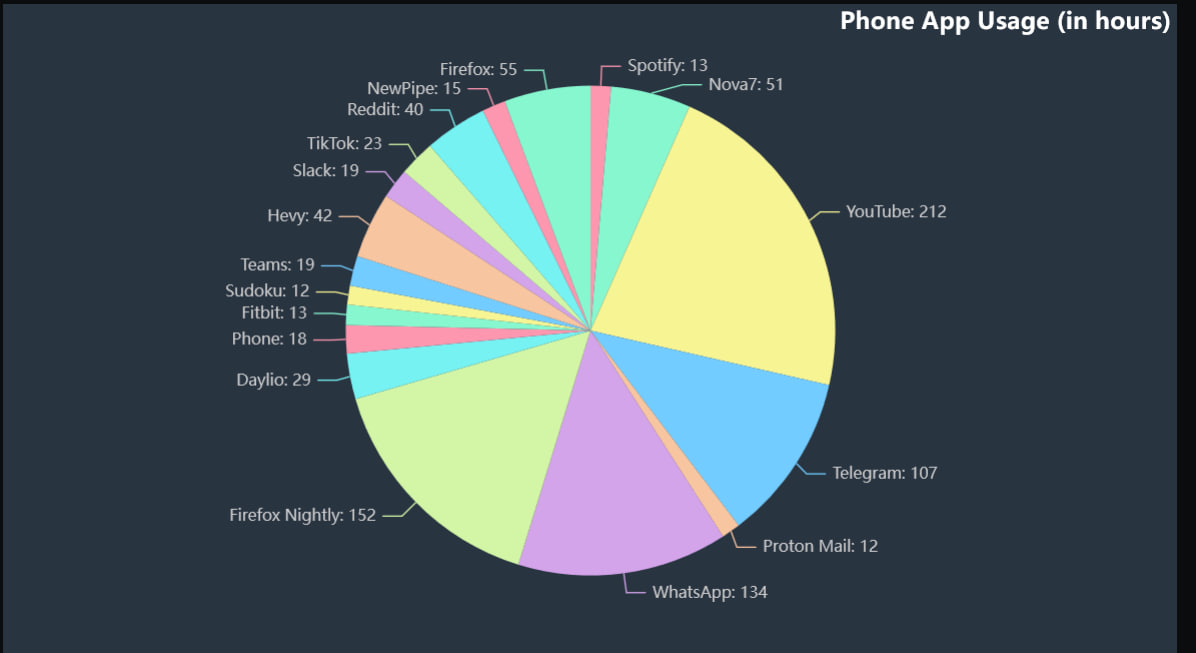 Phone App Usage (in hours)
Spotify: 13
Nova7: 51
YouTube: 212
Telegram: 107
Proton Mail: 12
WhatsApp: 134
Firefox Nightly: 152
Daylio: 29
Phone: 18
Fitbit: 13
Sudoku: 12
Teams: 19
Hevy: 42
Slack: 19
TikTok: 23
Reddit: 40
NewPipe: 15
Firefox: 55